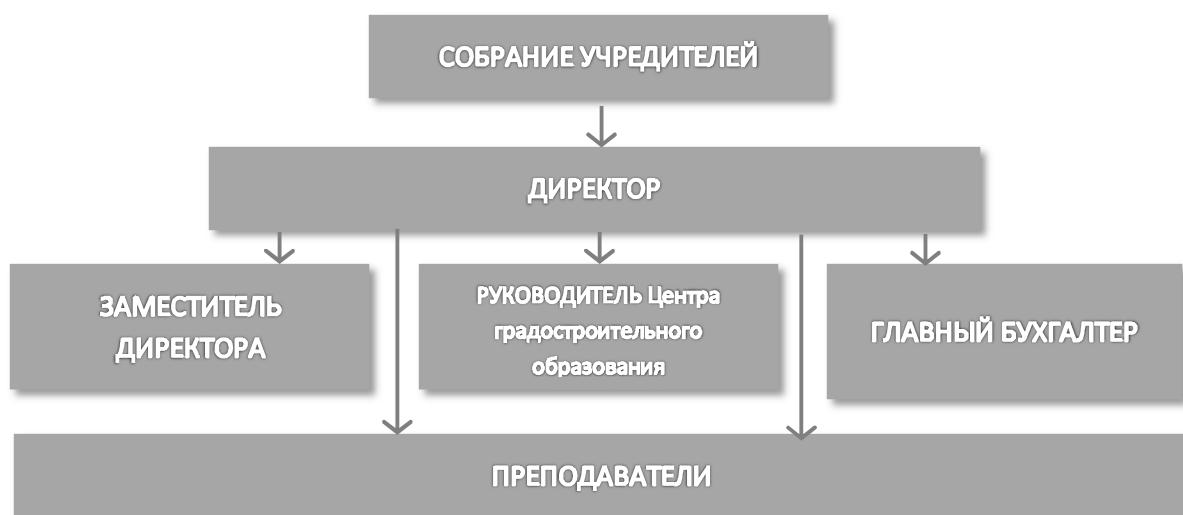 СОБРАНИЕ УЧРЕДИТЕЛЕЙ
ДИРЕКТОР
ЗАМЕСТИТЕЛЬ
ДИРЕКТОРА
РУКОВОДИТЕЛЬ Центра
градостроительного
образования
ГЛАВНЫЙ БУХГАЛТЕР
ПРЕПОДАВАТЕЛИ